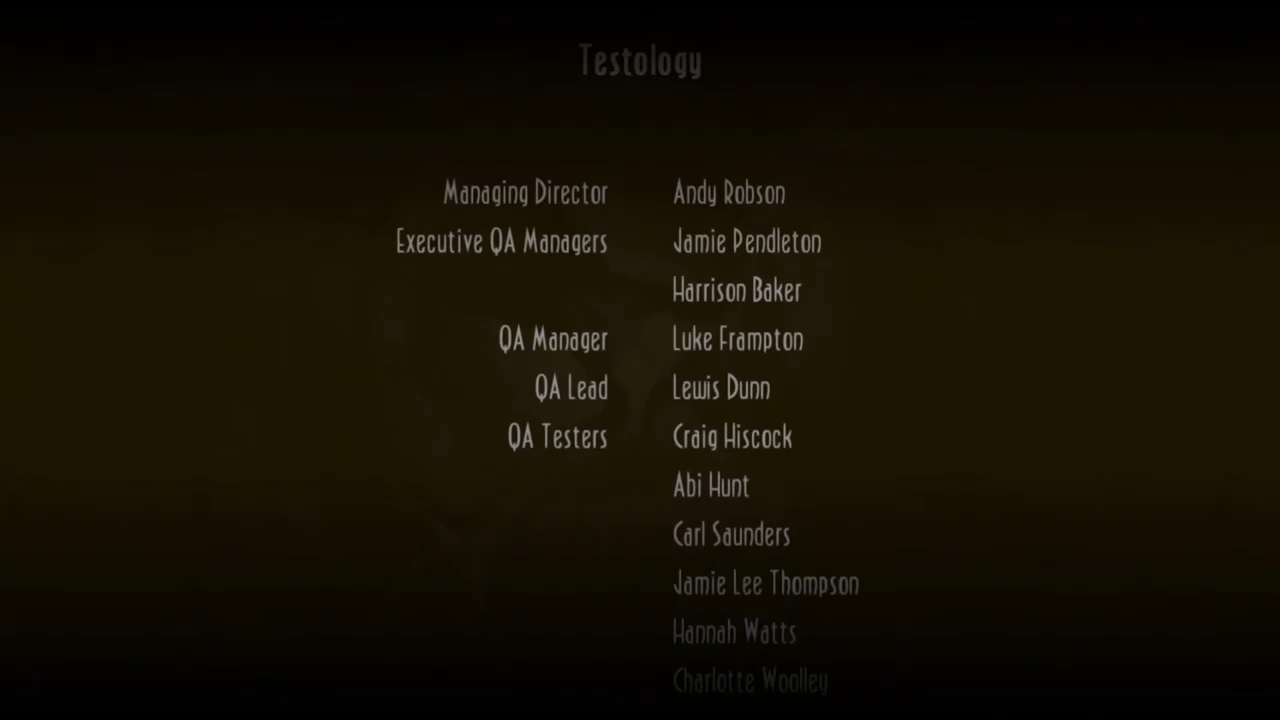 Testology
Managing Director Andy Robson
Executive QA Managers Jamie Pendleton
Harrison Baker
QA Manager Luke Frampton
QA Lead Lewis Dunn
QA Testers Craig Hiscock
Abi Hunt
Carl Saunders
Jamie Lee Thompson
Hannah Watts
Charlotte Woolley